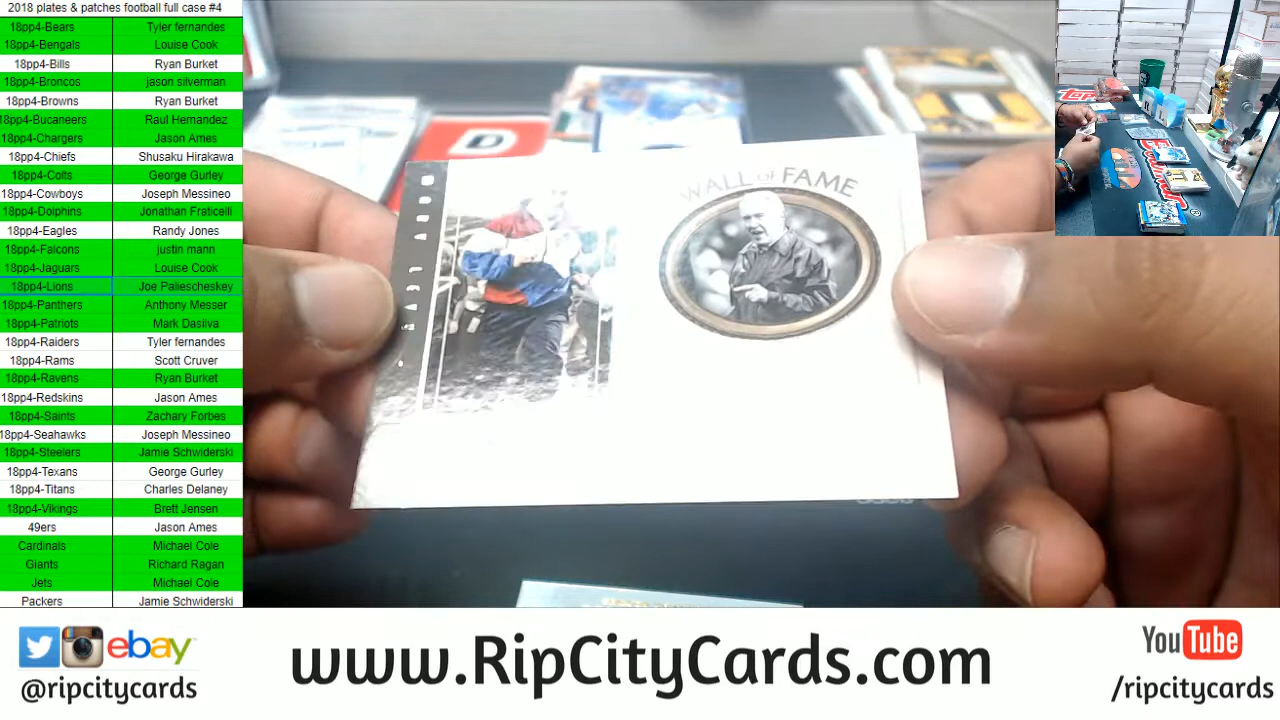 2018 plates & patches football full case #4
18pp4-Bears Tyler fernandes
18pp4-Bengals Louise Cook
18pp4-Bills Ryan Burket
18pp4-Broncos jason silverman
18pp4-Browns Ryan Burket
18pp4-Bucaneers Raul Hernandez
18pp4-Chargers Jason Ames
18pp4-Chiefs Shusaku Hirakawa
18pp4-Colts George Gurley
18pp4-Cowboys Joseph Messineo
18pp4-Dolphins Jonathan Fraticelli
18pp4-Eagles Randy Jones
18pp4-Falcons justin mann
18pp4-Jaguars Louise Cook
18pp4-Lions Joe Paliescheskey
18pp4-Panthers Anthony Messer
18pp4-Patriots Mark Dasilva
18pp4-Raiders Tyler fernandes
18pp4-Rams Scott Cruver
18pp4-Ravens Ryan Burket
18pp4-Redskins Jason Ames
18pp4-Saints Zachary Forbes
18pp4-Seahawks Joseph Messineo
18pp4-Steelers Jamie Schwiderski
18pp4-Texans George Gurley
18pp4-Titans Charles Delaney
18pp4-Vikings Brett Jensen
49ers Jason Ames
Cardinals Michael Cole
Giants Richard Ragan
Jets Michael Cole
Packers Jamie Schwiderski
D
WALL OF FAME
Topps
Donruss
ebay
@ripcitycards
www.RipCityCards.com
YouTube
/ripcitycards